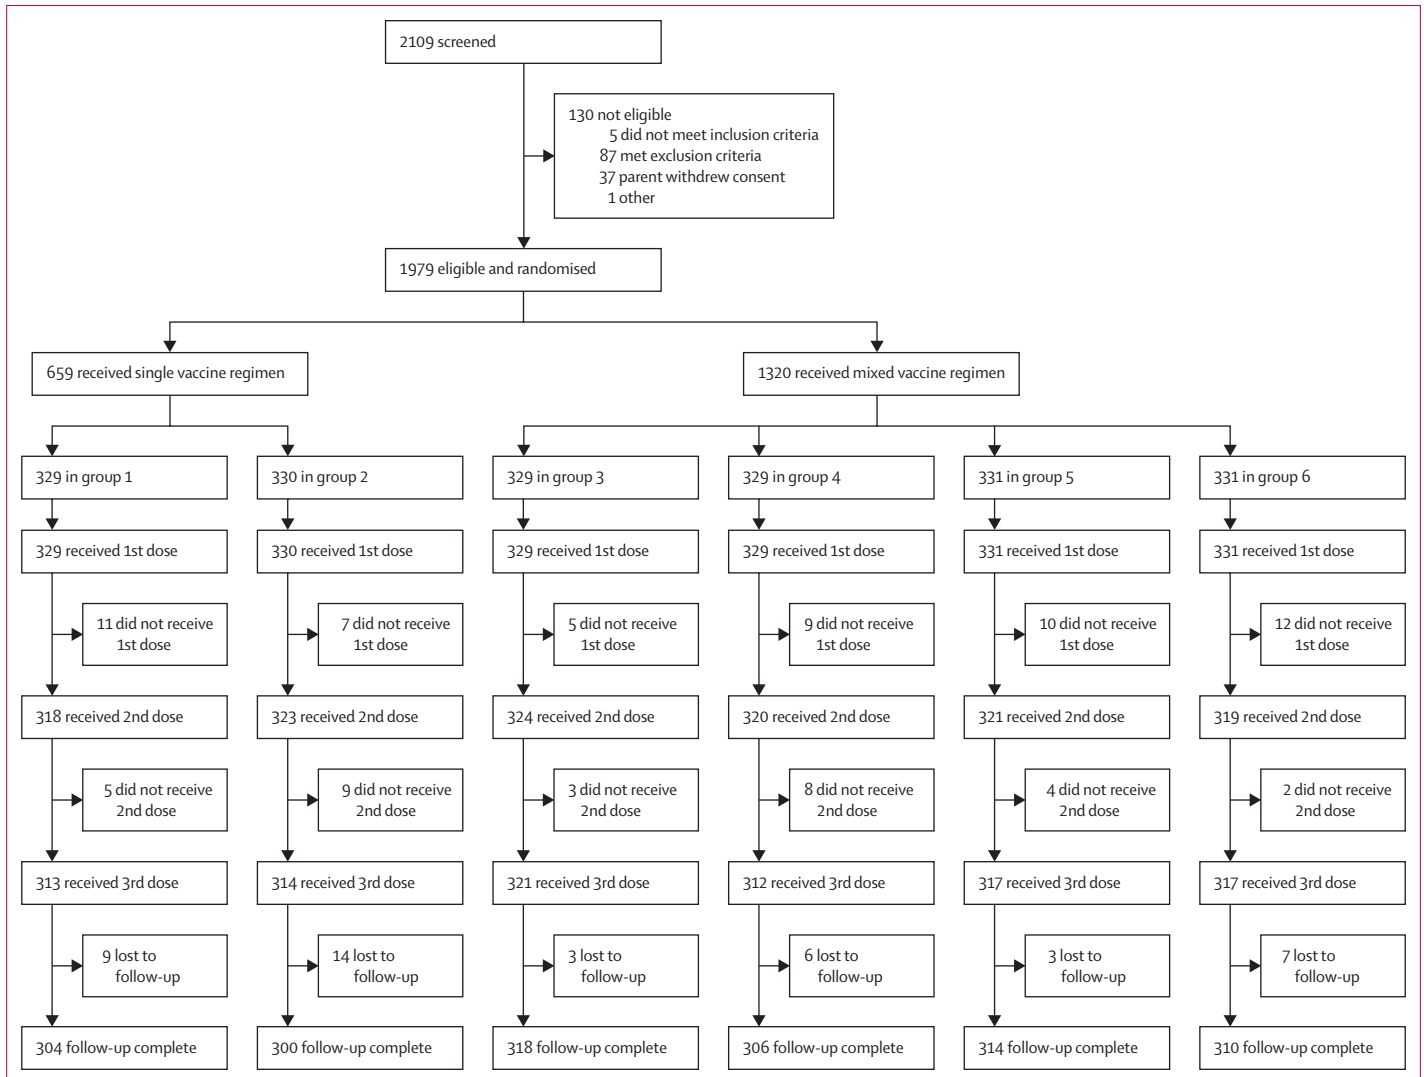 2109 screened
130 not eligible
5 did not meet inclusion criteria
87 met exclusion criteria
37 parent withdrew consent
1 other
1979 eligible and randomised
659 received single vaccine regimen
1320 received mixed vaccine regimen
329 in group 1
330 in group 2
329 in group 3
329 in group 4
331 in group 5
331 in group 6
329 received 1st dose
330 received 1st dose
329 received 1st dose
329 received 1st dose
331 received 1st dose
331 received 1st dose
11 did not receive
1st dose
7 did not receive
1st dose
5 did not receive
1st dose
9 did not receive
1st dose
10 did not receive
1st dose
12 did not receive
1st dose
318 received 2nd dose
323 received 2nd dose
324 received 2nd dose
320 received 2nd dose
321 received 2nd dose
319 received 2nd dose
5 did not receive
2nd dose
9 did not receive
2nd dose
3 did not receive
2nd dose
8 did not receive
2nd dose
4 did not receive
2nd dose
2 did not receive
2nd dose
313 received 3rd dose
314 received 3rd dose
321 received 3rd dose
312 received 3rd dose
317 received 3rd dose
317 received 3rd dose
9 lost to
follow-up
14 lost to
follow-up
3 lost to
follow-up
6 lost to
follow-up
3 lost to
follow-up
7 lost to
follow-up
304 follow-up complete
300 follow-up complete
318 follow-up complete
306 follow-up complete
314 follow-up complete
310 follow-up complete